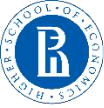 HIGHER · SCHOOL · OF · ECONOMICS ·